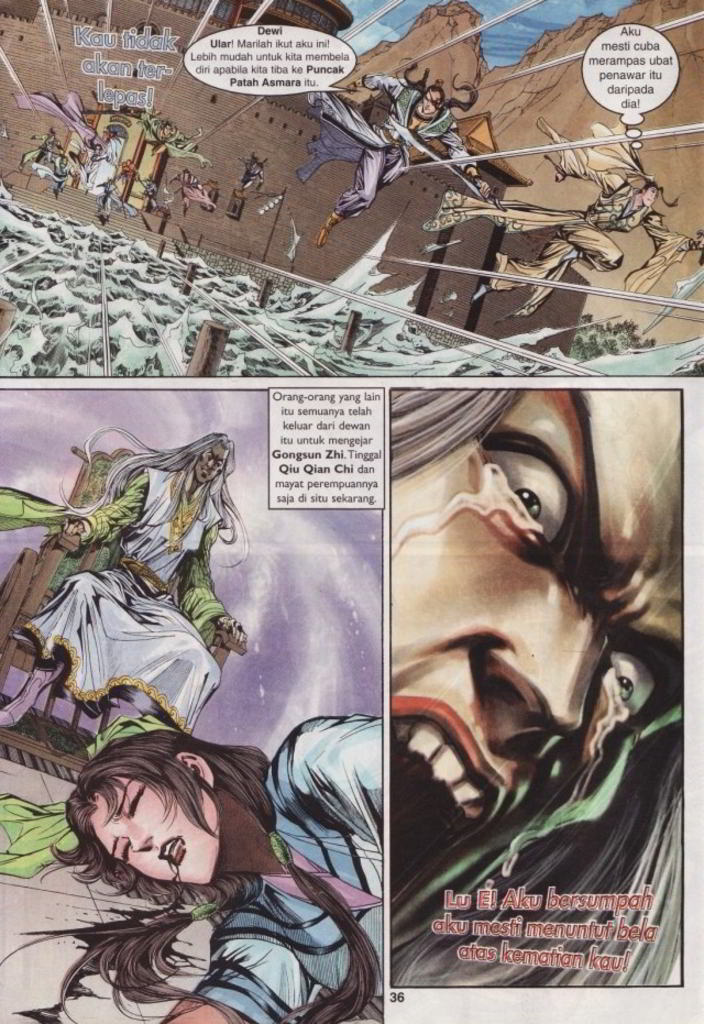 Kau tidak
akan ter-
lepas!
Dewi
Ular! Marilah ikut aku ini!
Lebih mudah untuk kita membela
diri apabila kita tiba ke Puncak
Patah Asmara itu.
Aku
mesti cuba
merampas ubat
penawar itu
daripada
dia!
Orang-orang yang lain
itu semuanya telah
keluar dari dewan
itu untuk mengejar
Gongsun Zhi. Tinggal
Qiu Qian Chi dan
mayat perempuannya
saja di situ sekarang.
Lu E! Aku bersumpah
aku mesti menuntut bela
atas kematian kau!
36